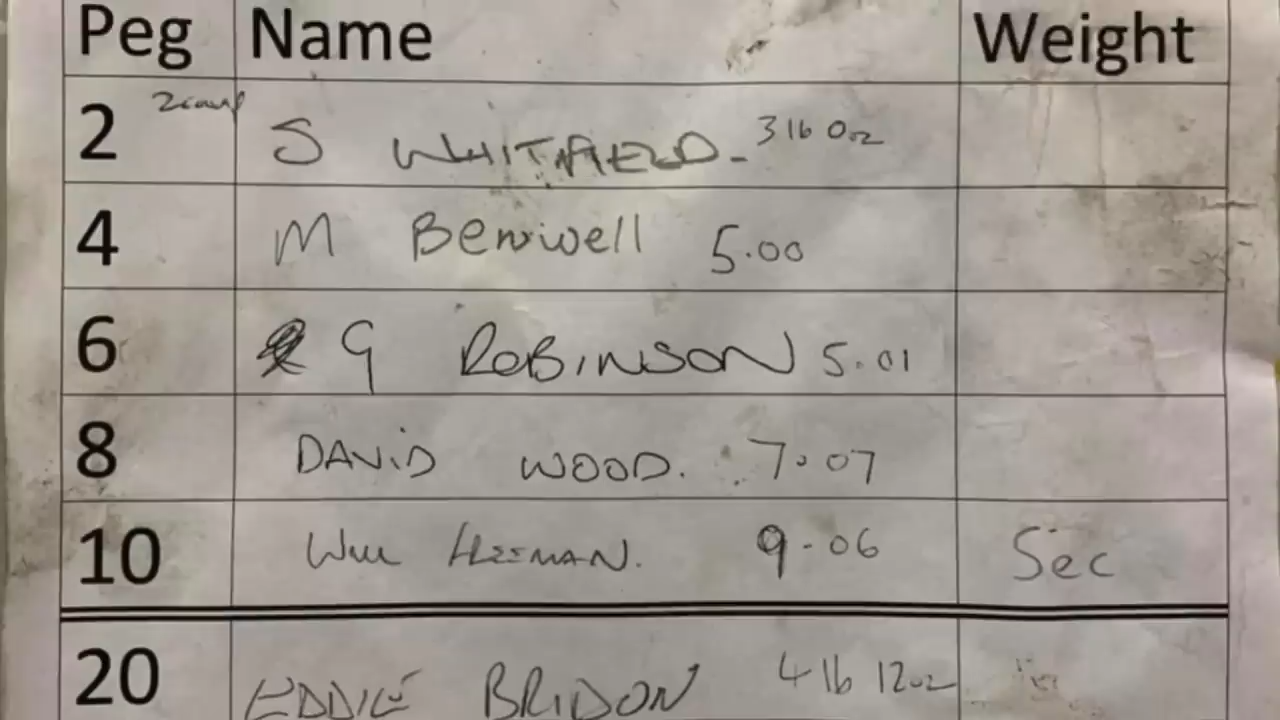 Peg Name Weight
2 S WHITFIELD - 3lb 0oz
4 M Benwell 5.00
6 G ROBINSON 5.01
8 DAVID WOOD. 7.07
10 Will 9-06 Sec
20 EDDIE BRIDON 4lb 12oz